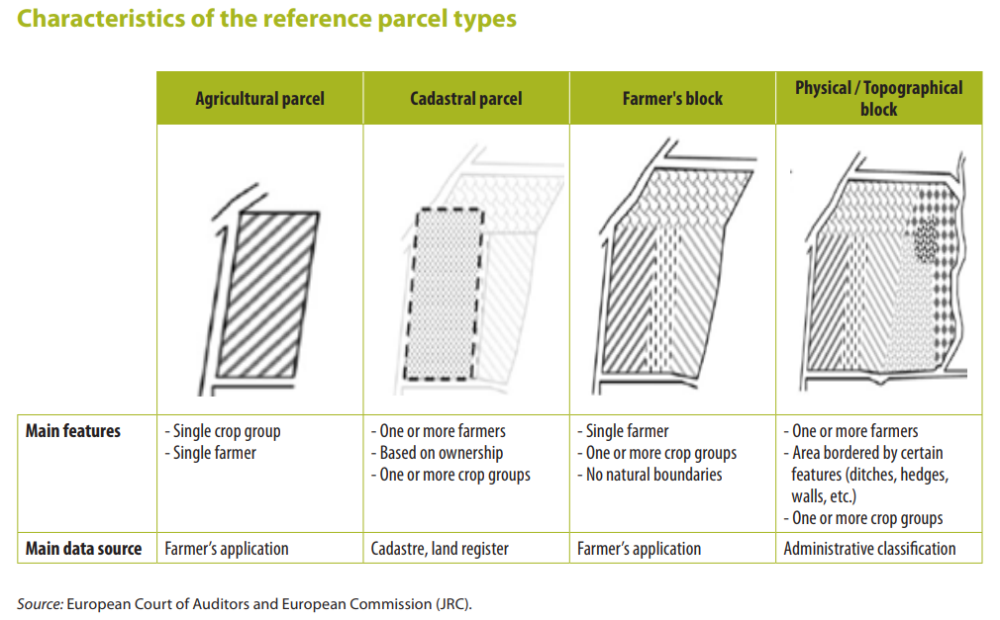 Characteristics of the reference parcel types
Agricultural parcel
Cadastral parcel
Farmer's block
Physical / Topographical
block
Main features
- Single crop group
- Single farmer
- One or more farmers
- Based on ownership
- One or more crop groups
- Single farmer
- One or more crop groups
- No natural boundaries
- One or more farmers
- Area bordered by certain
features (ditches, hedges,
walls, etc.)
- One or more crop groups
Main data source
Farmer’s application
Cadastre, land register
Farmer’s application
Administrative classification
Source: European Court of Auditors and European Commission (JRC).